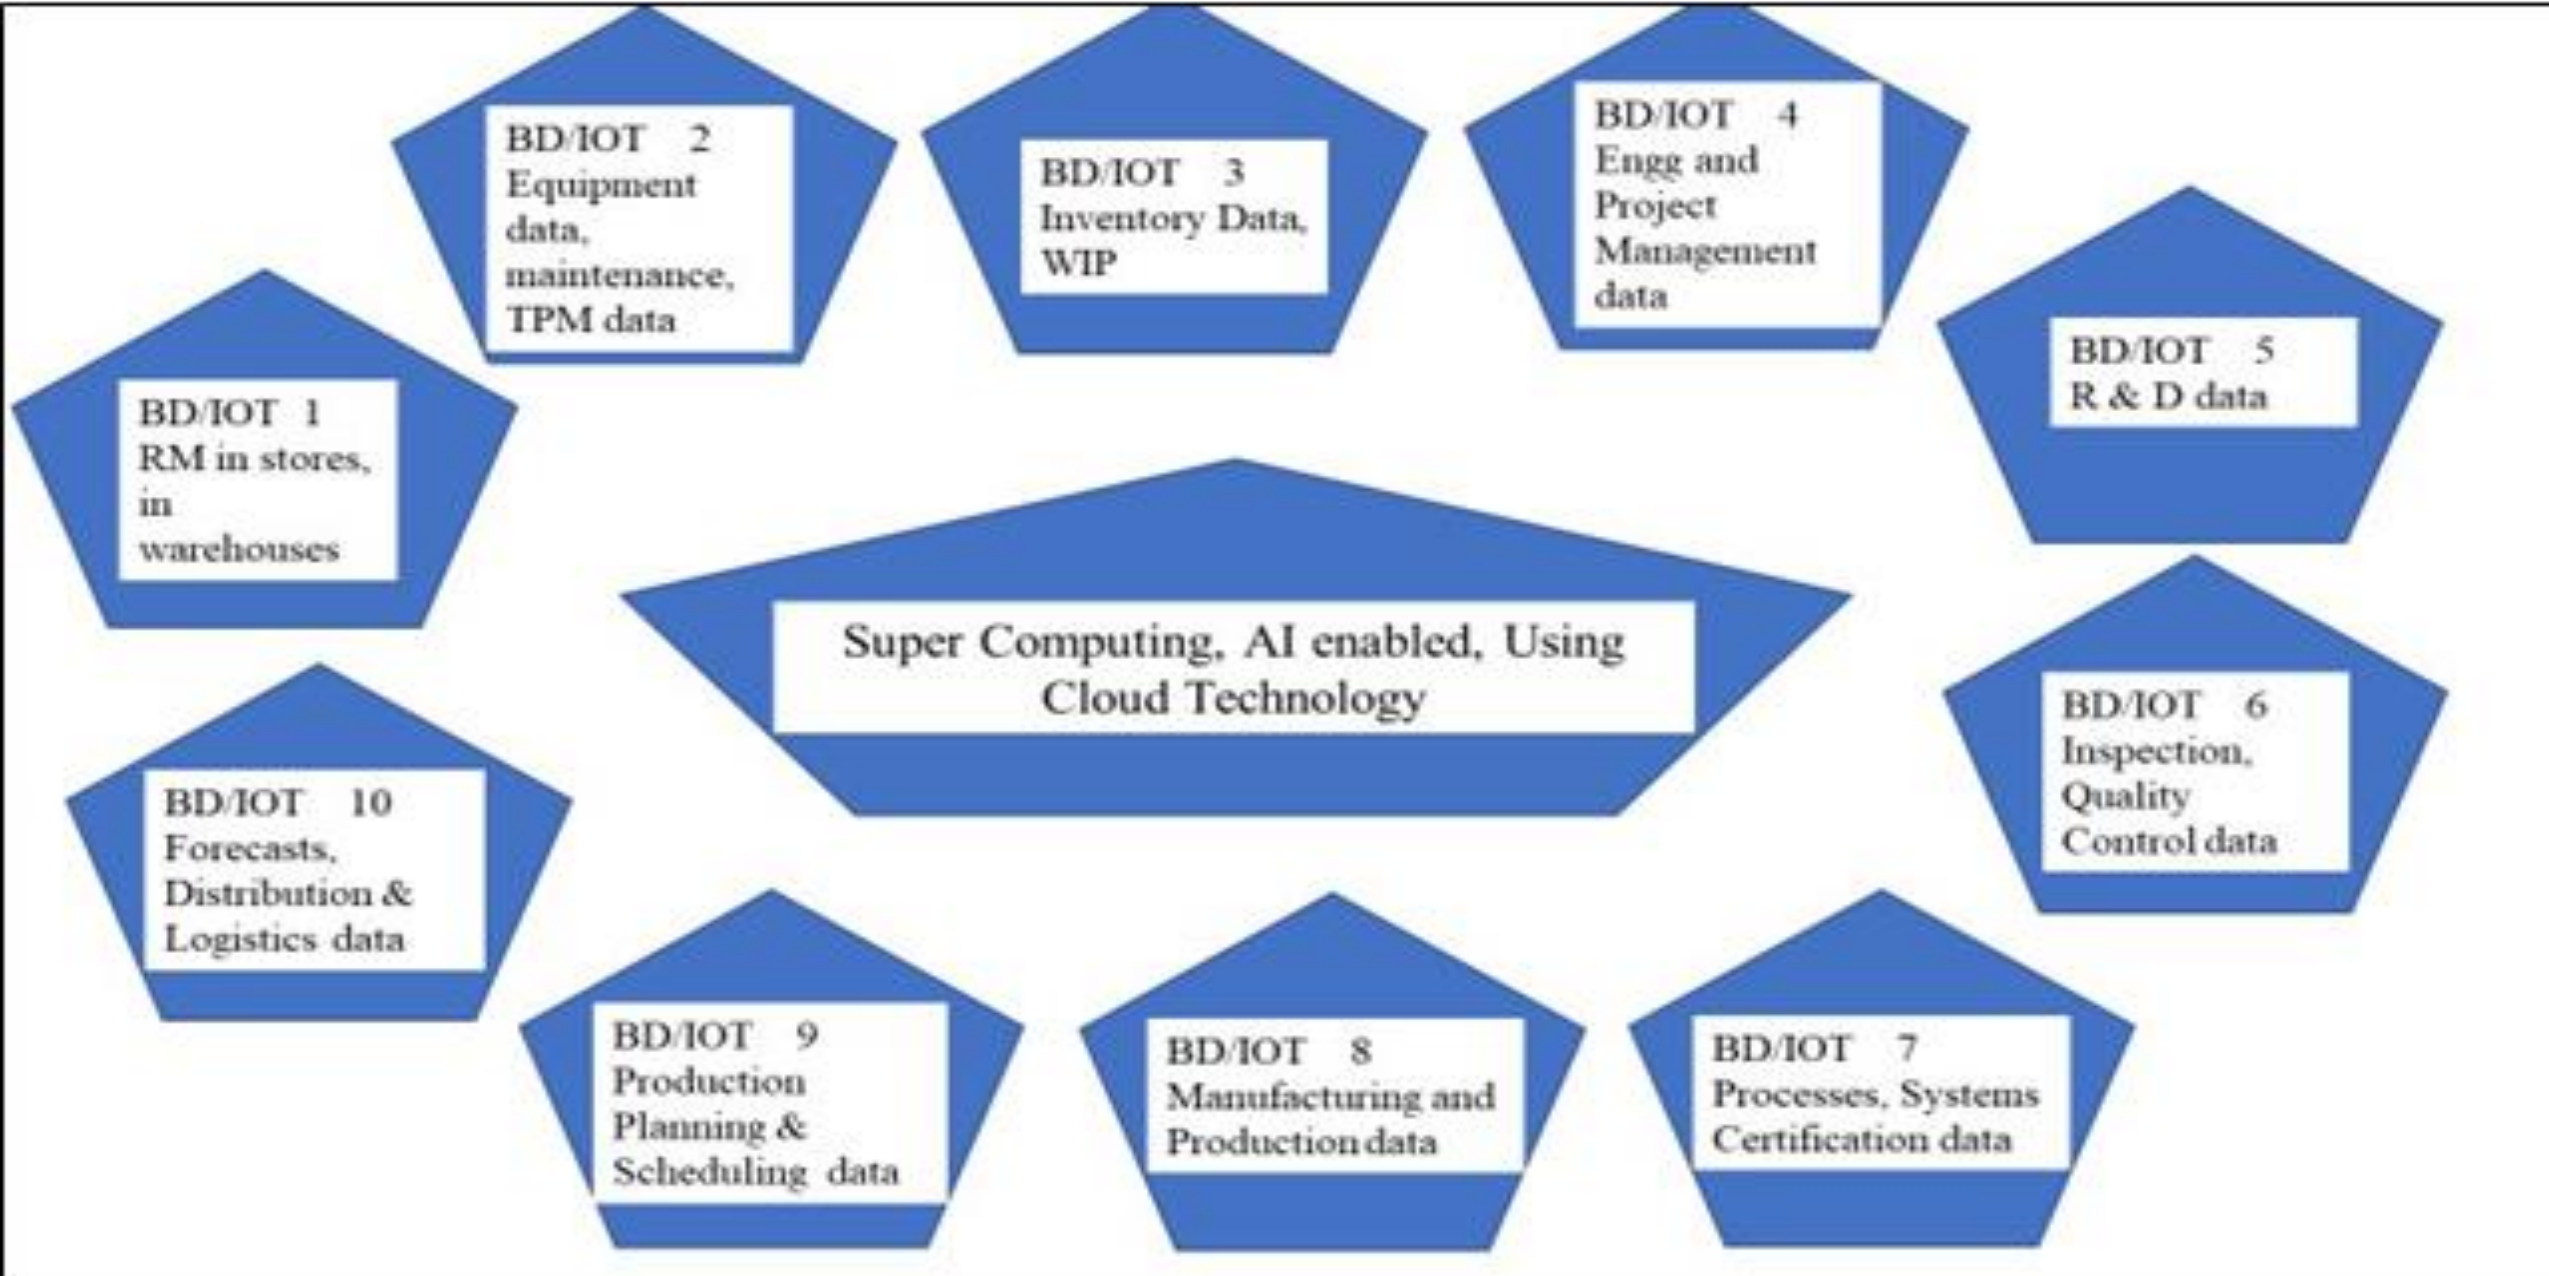 BD/IOT 1
RM in stores,
in
warehouses
BD/IOT 2
Equipment
data,
maintenance,
TPM data
BD/IOT 3
Inventory Data,
WIP
BD/IOT 4
Engg and
Project
Management
data
BD/IOT 5
R & D data
Super Computing, AI enabled, Using
Cloud Technology
BD/IOT 6
Inspection,
Quality
Control data
BD/IOT 7
Processes, Systems
Certification data
BD/IOT 8
Manufacturing and
Production data
BD/IOT 9
Production
Planning &
Scheduling data
BD/IOT 10
Forecasts,
Distribution &
Logistics data